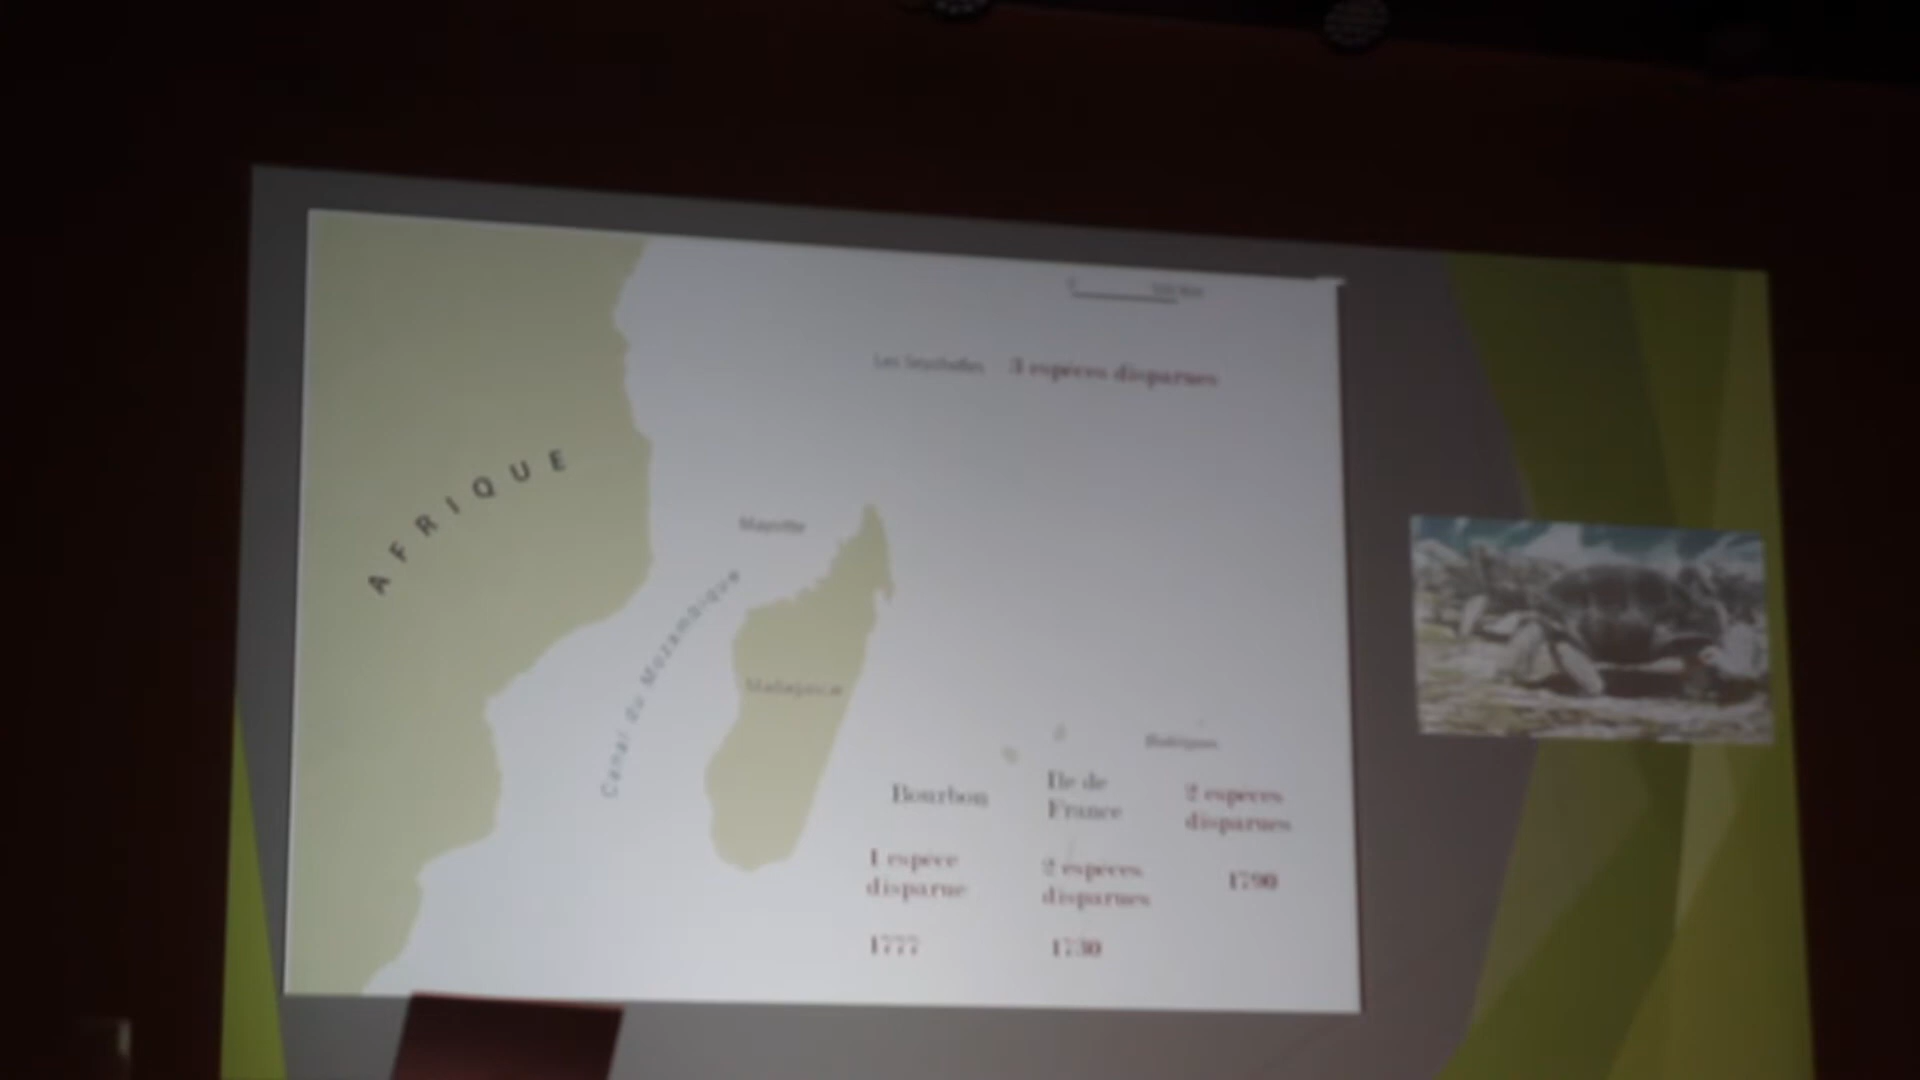 Les Seychelles 3 espèces disparues
AFRIQUE
Mayotte
Canal du Mozambique
Madagascar
Rodrigues
Bourbon
Ile de
France
2 espèces
disparues
1 espèce
disparue
2 espèces
disparues
1790
1777
1730